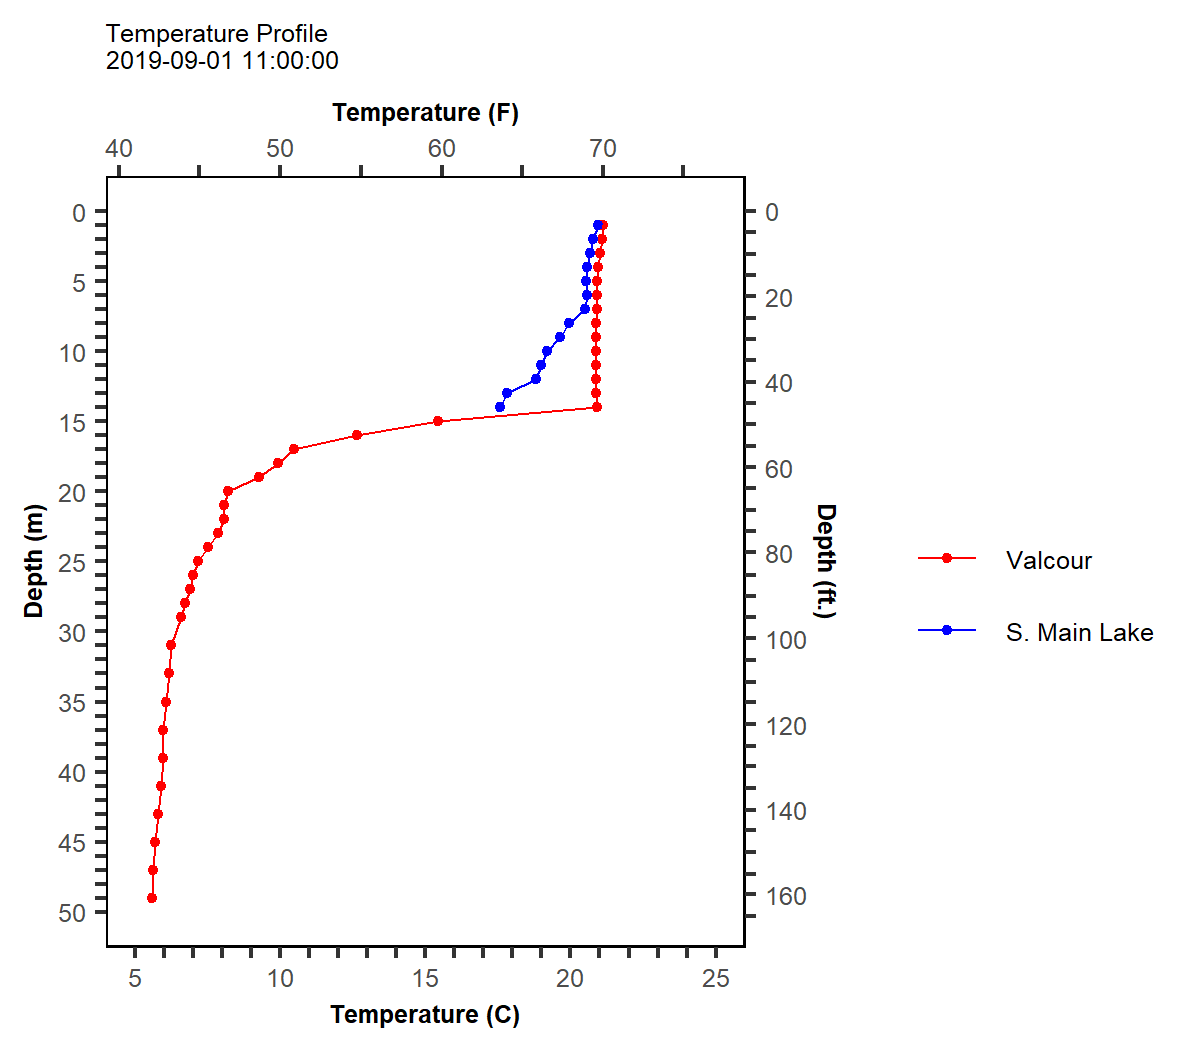 Temperature Profile
2019-09-01 11:00:00
Temperature (F)
40 50 60 70
0
5
10
15
20
25
30
35
40
45
50
Depth (m)
0
20
40
60
80
100
120
140
160
Depth (ft.)
Valcour
S. Main Lake
5 10 15 20 25
Temperature (C)